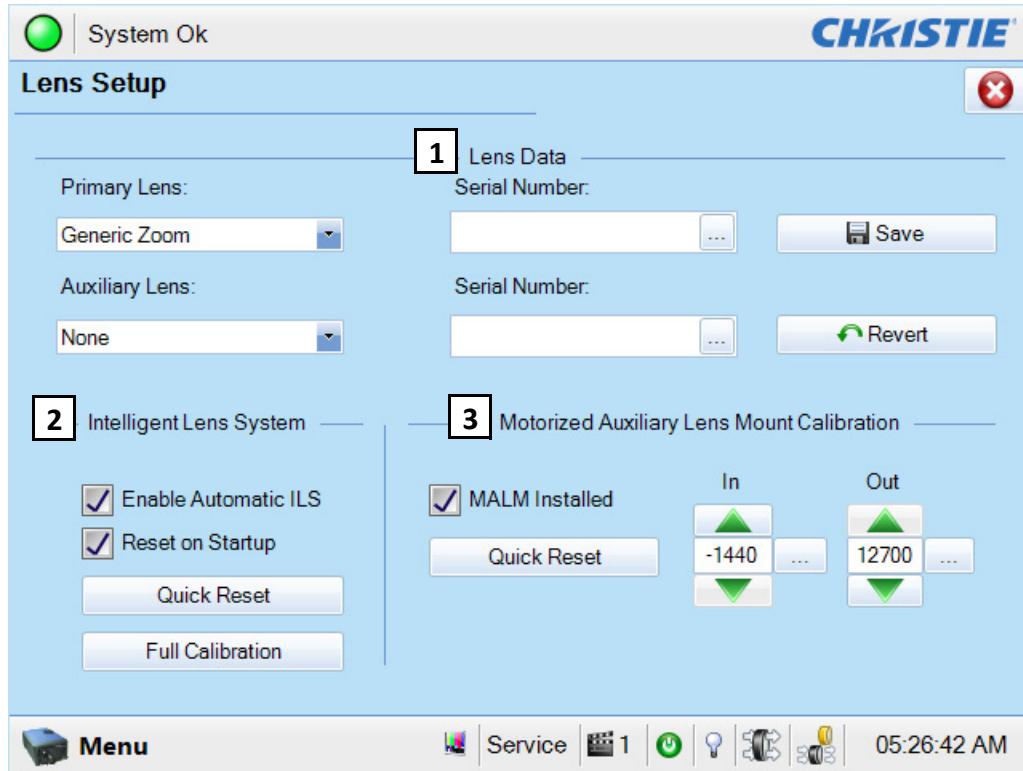 System Ok
CHRISTIE
Lens Setup
1 Lens Data
Primary Lens:
Serial Number:
Generic Zoom
...
Save
Auxiliary Lens:
Serial Number:
None
...
Revert
2 Intelligent Lens System
3 Motorized Auxiliary Lens Mount Calibration
Enable Automatic ILS
Reset on Startup
Quick Reset
Full Calibration
MALM Installed
Quick Reset
In
Out
-1440
...
12700
...
Menu
Service
1
05:26:42 AM